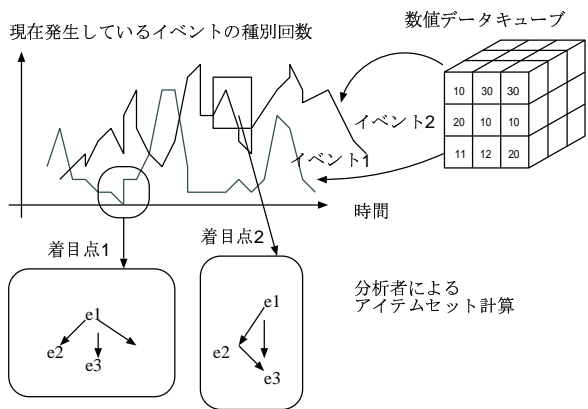 数値データキューブ
現在発生しているイベントの種別回数
10 30 30
20 10 10
11 12 20
イベント2
イベント1
時間
着目点1
着目点2
分析者による
アイテムセット計算
e1
e2
e3
e1
e2
e3